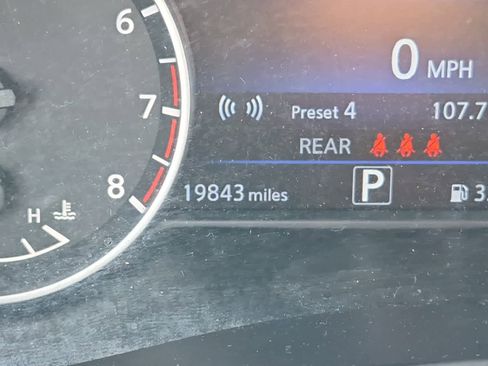 6
0 MPH
7
Preset 4 107.7
REAR
8
19843 miles P
H